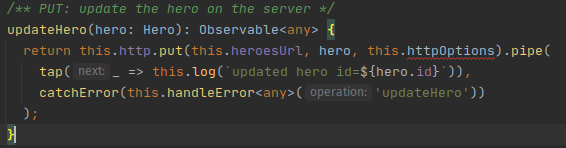 /** PUT: update the hero on the server */
updateHero(hero: Hero): Observable<any> {
  return this.http.put(this.heroesUrl, hero, this.httpOptions).pipe(
    tap( next: _ => this.log(`updated hero id=${hero.id}`)),
    catchError(this.handleError<any>( operation: 'updateHero'))
  );
}